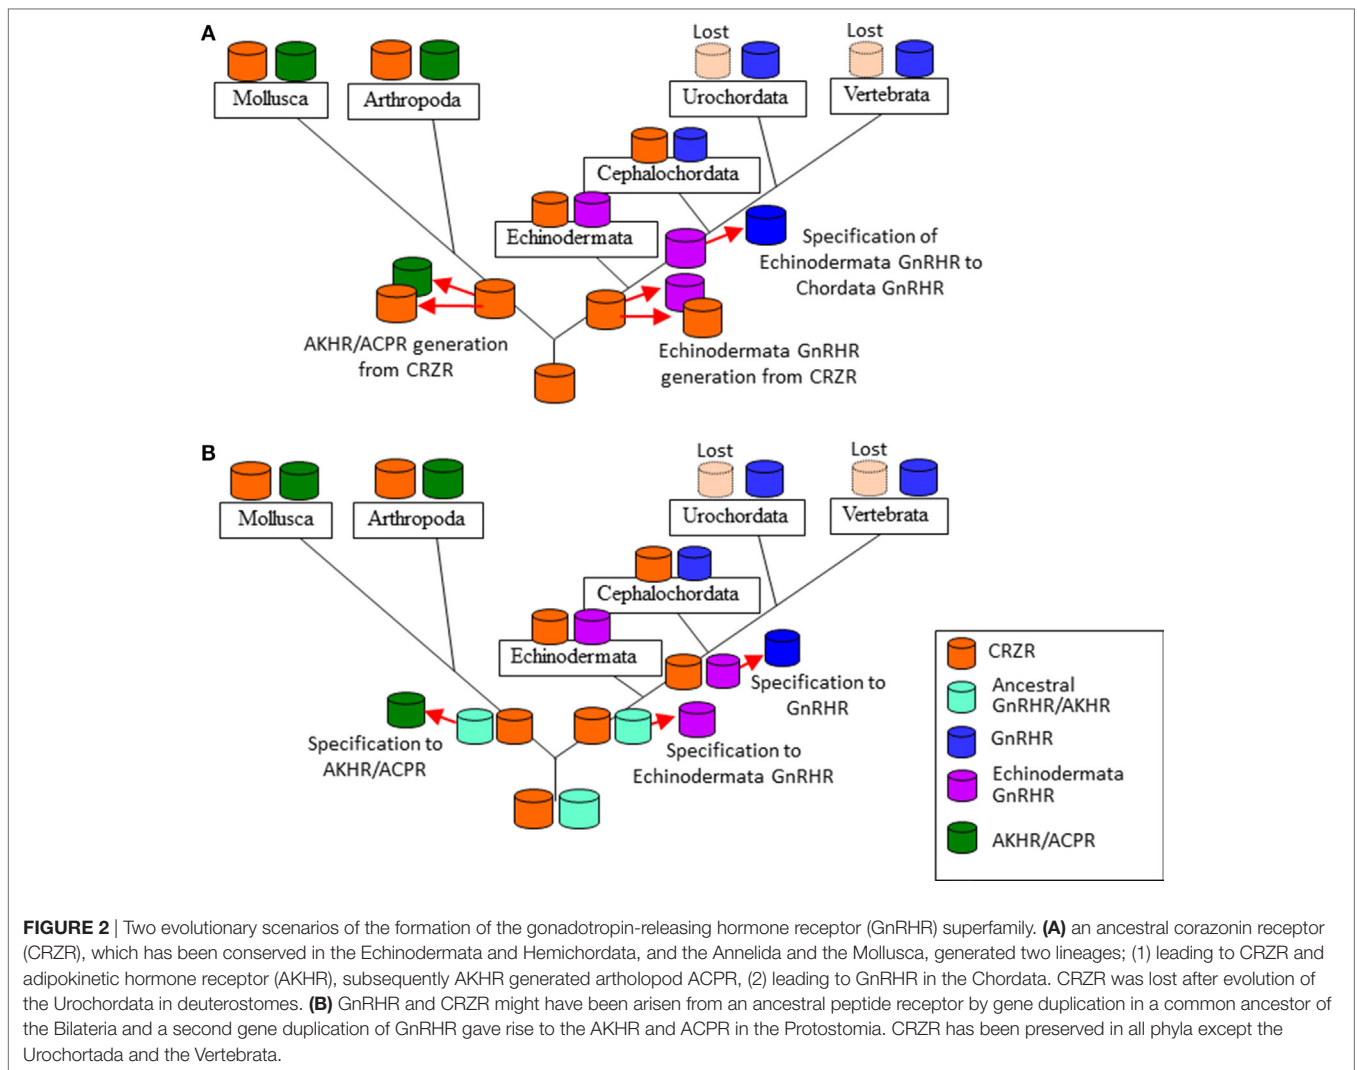 A
Lost
Lost
Mollusca
Arthropoda
Urochordata
Vertebrata
Cephalochordata
Echinodermata
Specification of
Echinodermata GnRHR to
Chordata GnRHR
AKHR/ACPR generation
from CRZR
Echinodermata GnRHR
generation from CRZR
B
Lost
Lost
Mollusca
Arthropoda
Urochordata
Vertebrata
Cephalochordata
Echinodermata
Specification to
GnRHR
Specification to
AKHR/ACPR
Specification to
Echinodermata GnRHR
CRZR
Ancestral
GnRHR/AKHR
GnRHR
Echinodermata
GnRHR
AKHR/ACPR
FIGURE 2 | Two evolutionary scenarios of the formation of the gonadotropin-releasing hormone receptor (GnRHR) superfamily. (A) an ancestral corazonin receptor
(CRZR), which has been conserved in the Echinodermata and Hemichordata, and the Annelida and the Mollusca, generated two lineages; (1) leading to CRZR and
adipokinetic hormone receptor (AKHR), subsequently AKHR generated artholopod ACPR, (2) leading to GnRHR in the Chordata. CRZR was lost after evolution of
the Urochordata in deuterostomes. (B) GnRHR and CRZR might have been arisen from an ancestral peptide receptor by gene duplication in a common ancestor of
the Bilateria and a second gene duplication of GnRHR gave rise to the AKHR and ACPR in the Protostomia. CRZR has been preserved in all phyla except the
Urochortada and the Vertebrata.